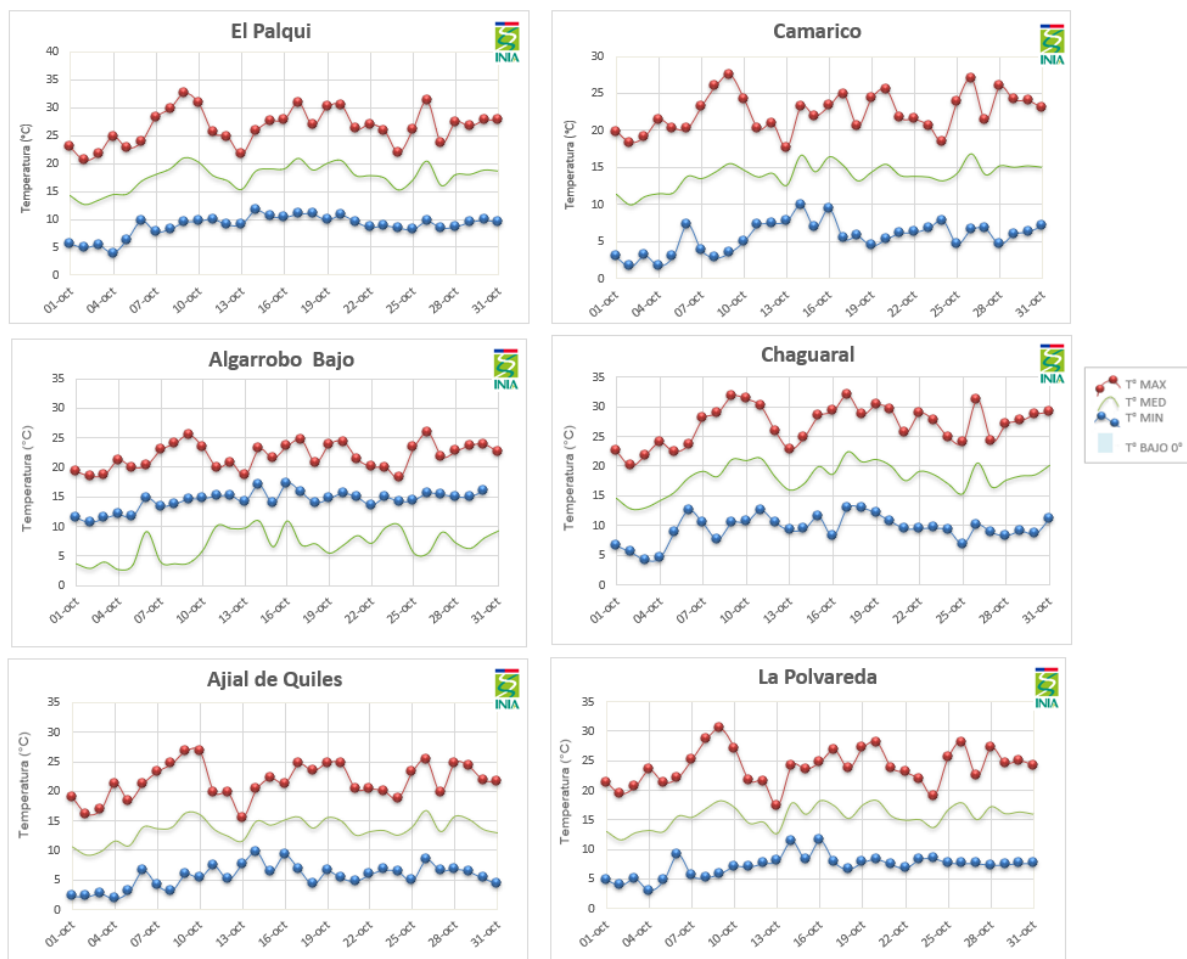 El Palqui
INIA
Temperatura (°C)
40
35
30
25
20
15
10
5
0
01-oct
04-oct
07-oct
10-oct
13-oct
16-oct
19-oct
22-oct
25-oct
28-oct
31-oct
Camarico
INIA
Temperatura (°C)
30
25
20
15
10
5
0
01-oct
04-oct
07-oct
10-oct
13-oct
16-oct
19-oct
22-oct
25-oct
28-oct
31-oct
Algarrobo Bajo
INIA
Temperatura (°C)
35
30
25
20
15
10
5
0
01-oct
04-oct
07-oct
10-oct
13-oct
16-oct
19-oct
22-oct
25-oct
28-oct
31-oct
Chaguaral
INIA
Temperatura (°C)
35
30
25
20
15
10
5
0
01-oct
04-oct
07-oct
10-oct
13-oct
16-oct
19-oct
22-oct
25-oct
28-oct
31-oct
T° MAX
T° MED
T° MIN
T° BAJO 0°
Ajial de Quiles
INIA
Temperatura (°C)
35
30
25
20
15
10
5
0
01-oct
04-oct
07-oct
10-oct
13-oct
16-oct
19-oct
22-oct
25-oct
28-oct
31-oct
La Polvareda
INIA
Temperatura (°C)
35
30
25
20
15
10
5
0
01-oct
04-oct
07-oct
10-oct
13-oct
16-oct
19-oct
22-oct
25-oct
28-oct
31-oct